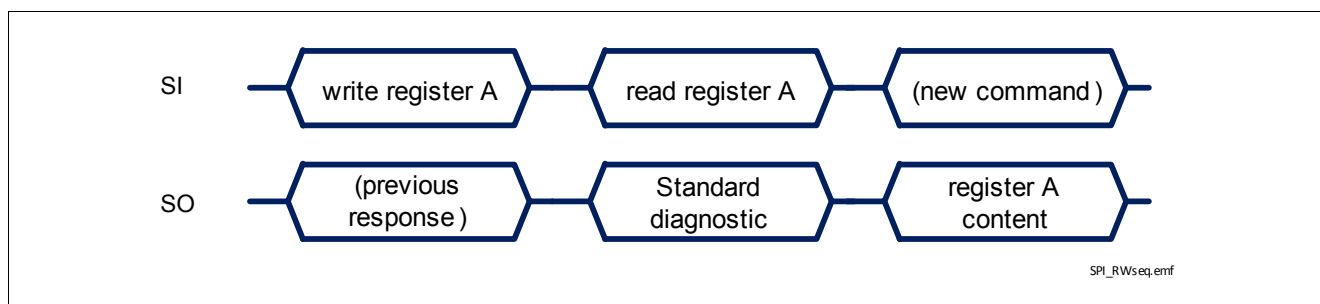 SI
write register A
read register A
(new command)
SO
(previous
response)
Standard
diagnostic
register A
content
SPI_RWseq.emf